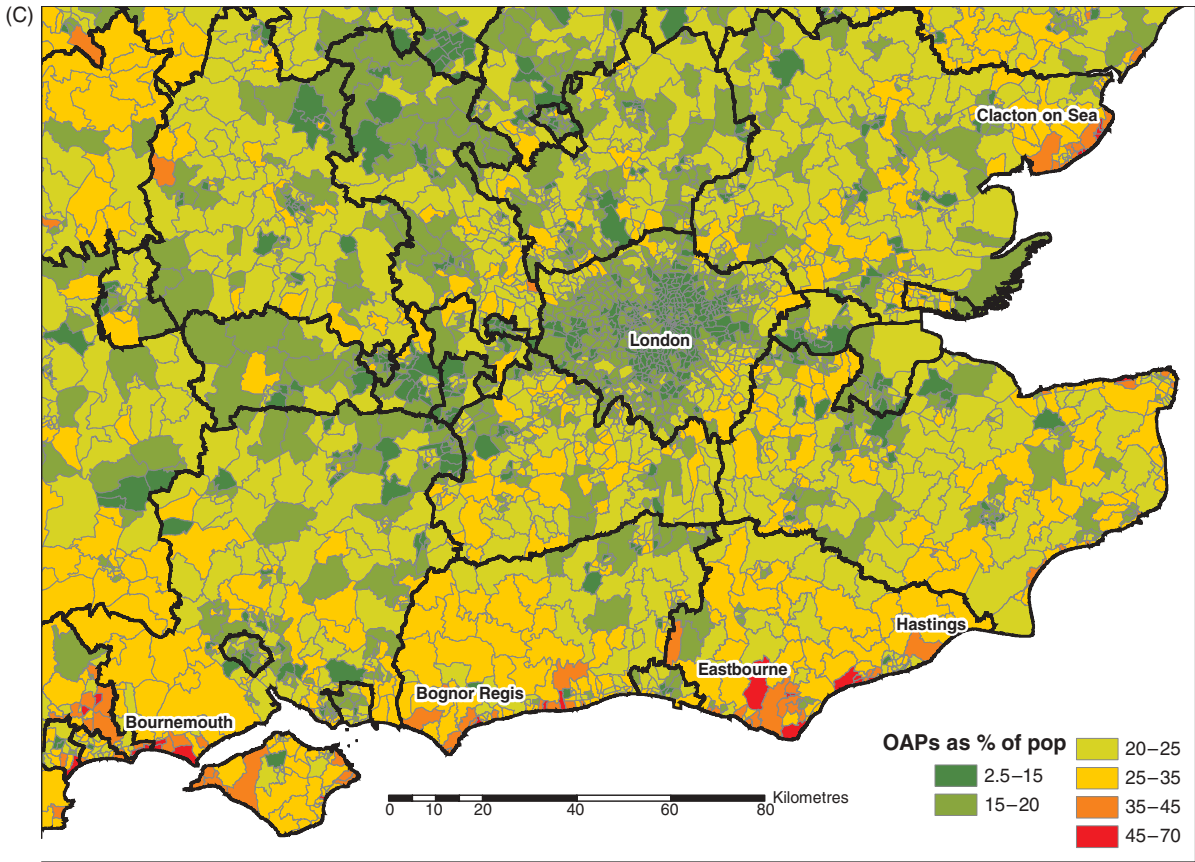 (C)
Clacton on Sea
London
Hastings
Eastbourne
Bognor Regis
Bournemouth
OAPs as % of pop
2.5–15
15–20
20–25
25–35
35–45
45–70
0 10 20 40 60 80 Kilometres